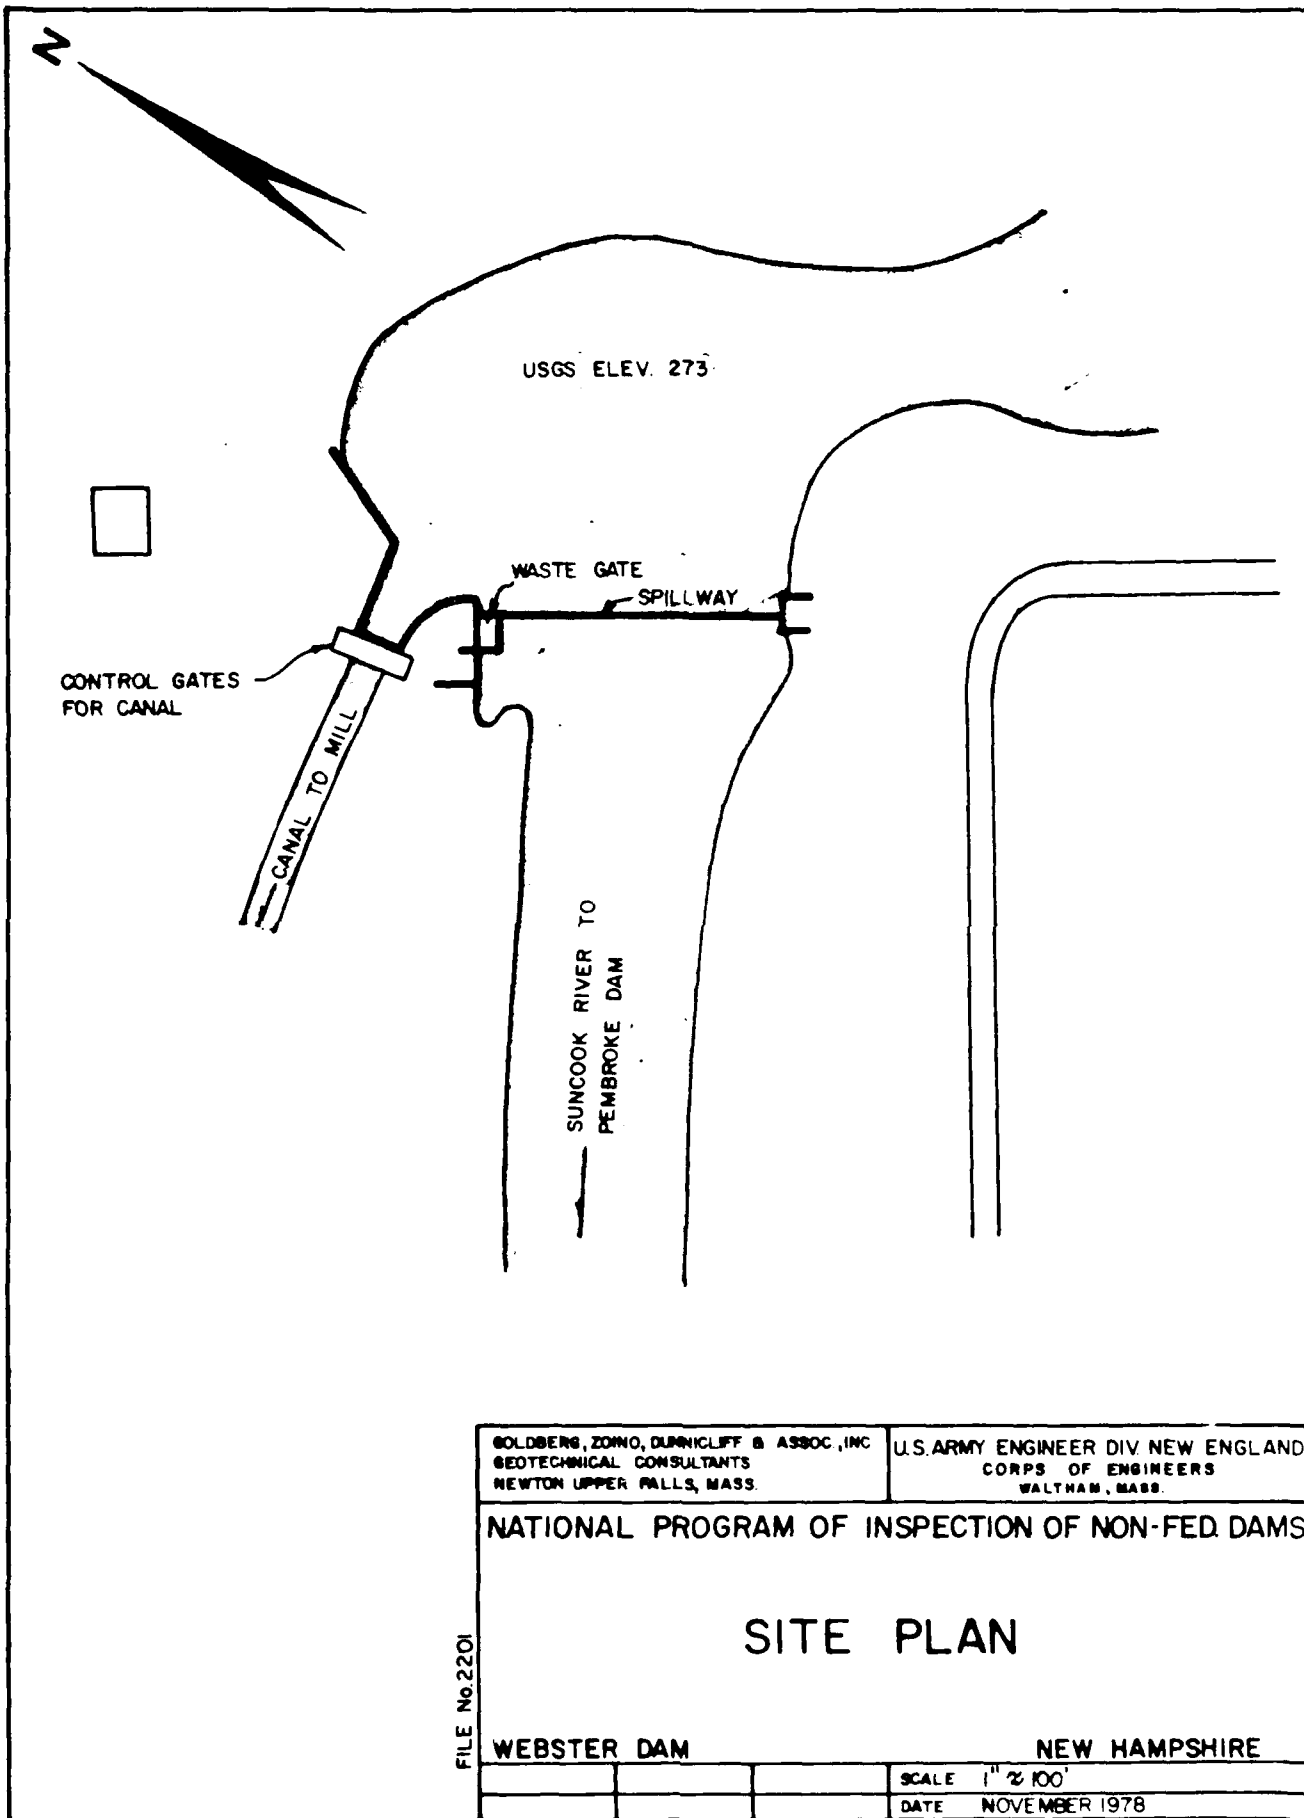 N
USGS ELEV. 273
WASTE GATE
SPILLWAY
CONTROL GATES
FOR CANAL
CANAL TO MILL
SUNCOOK RIVER TO
PEMBROKE DAM
GOLDBERG, ZOINO, DUNNICLIFF & ASSOC., INC
GEOTECHNICAL CONSULTANTS
NEWTON UPPER FALLS, MASS.
U.S. ARMY ENGINEER DIV. NEW ENGLAND
CORPS OF ENGINEERS
WALTHAM, MASS.
NATIONAL PROGRAM OF INSPECTION OF NON-FED. DAMS
SITE PLAN
FILE No. 2201
WEBSTER DAM
NEW HAMPSHIRE
SCALE 1" ≈ 100'
DATE NOVEMBER 1978